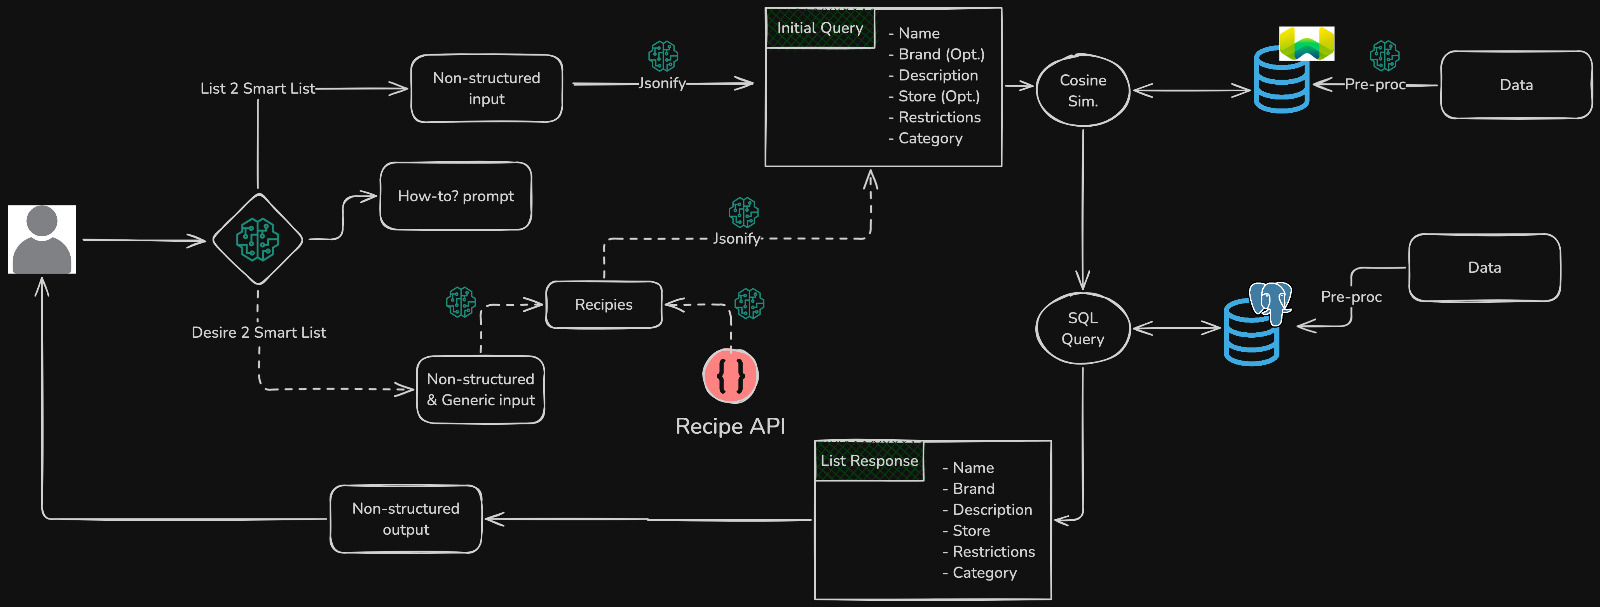 Initial Query
- Name
- Brand (Opt.)
- Description
- Store (Opt.)
- Restrictions
- Category
List 2 Smart List
Non-structured
input
Jsonify
Cosine
Sim.
Pre-proc
Data
How-to? prompt
Jsonify
Desire 2 Smart List
Recipies
Non-structured
& Generic input
{ }
Recipe API
SQL
Query
Pre-proc
Data
List Response
- Name
- Brand
- Description
- Store
- Restrictions
- Category
Non-structured
output